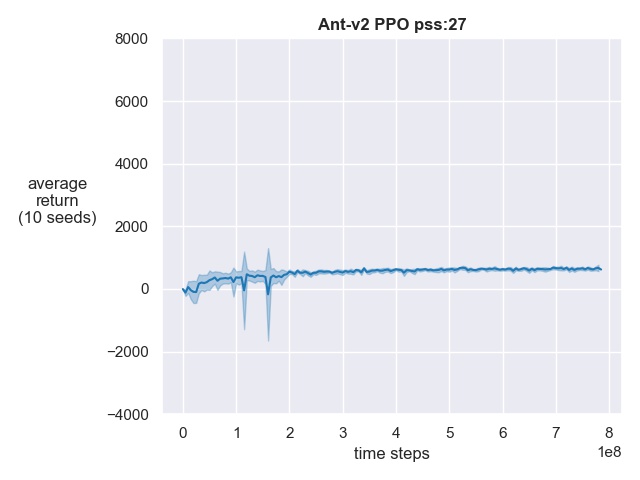 Ant-v2 PPO pss:27
8000
6000
4000
2000
0
−2000
−4000
average
return
(10 seeds)
0 1 2 3 4 5 6 7 8
1e8
time steps